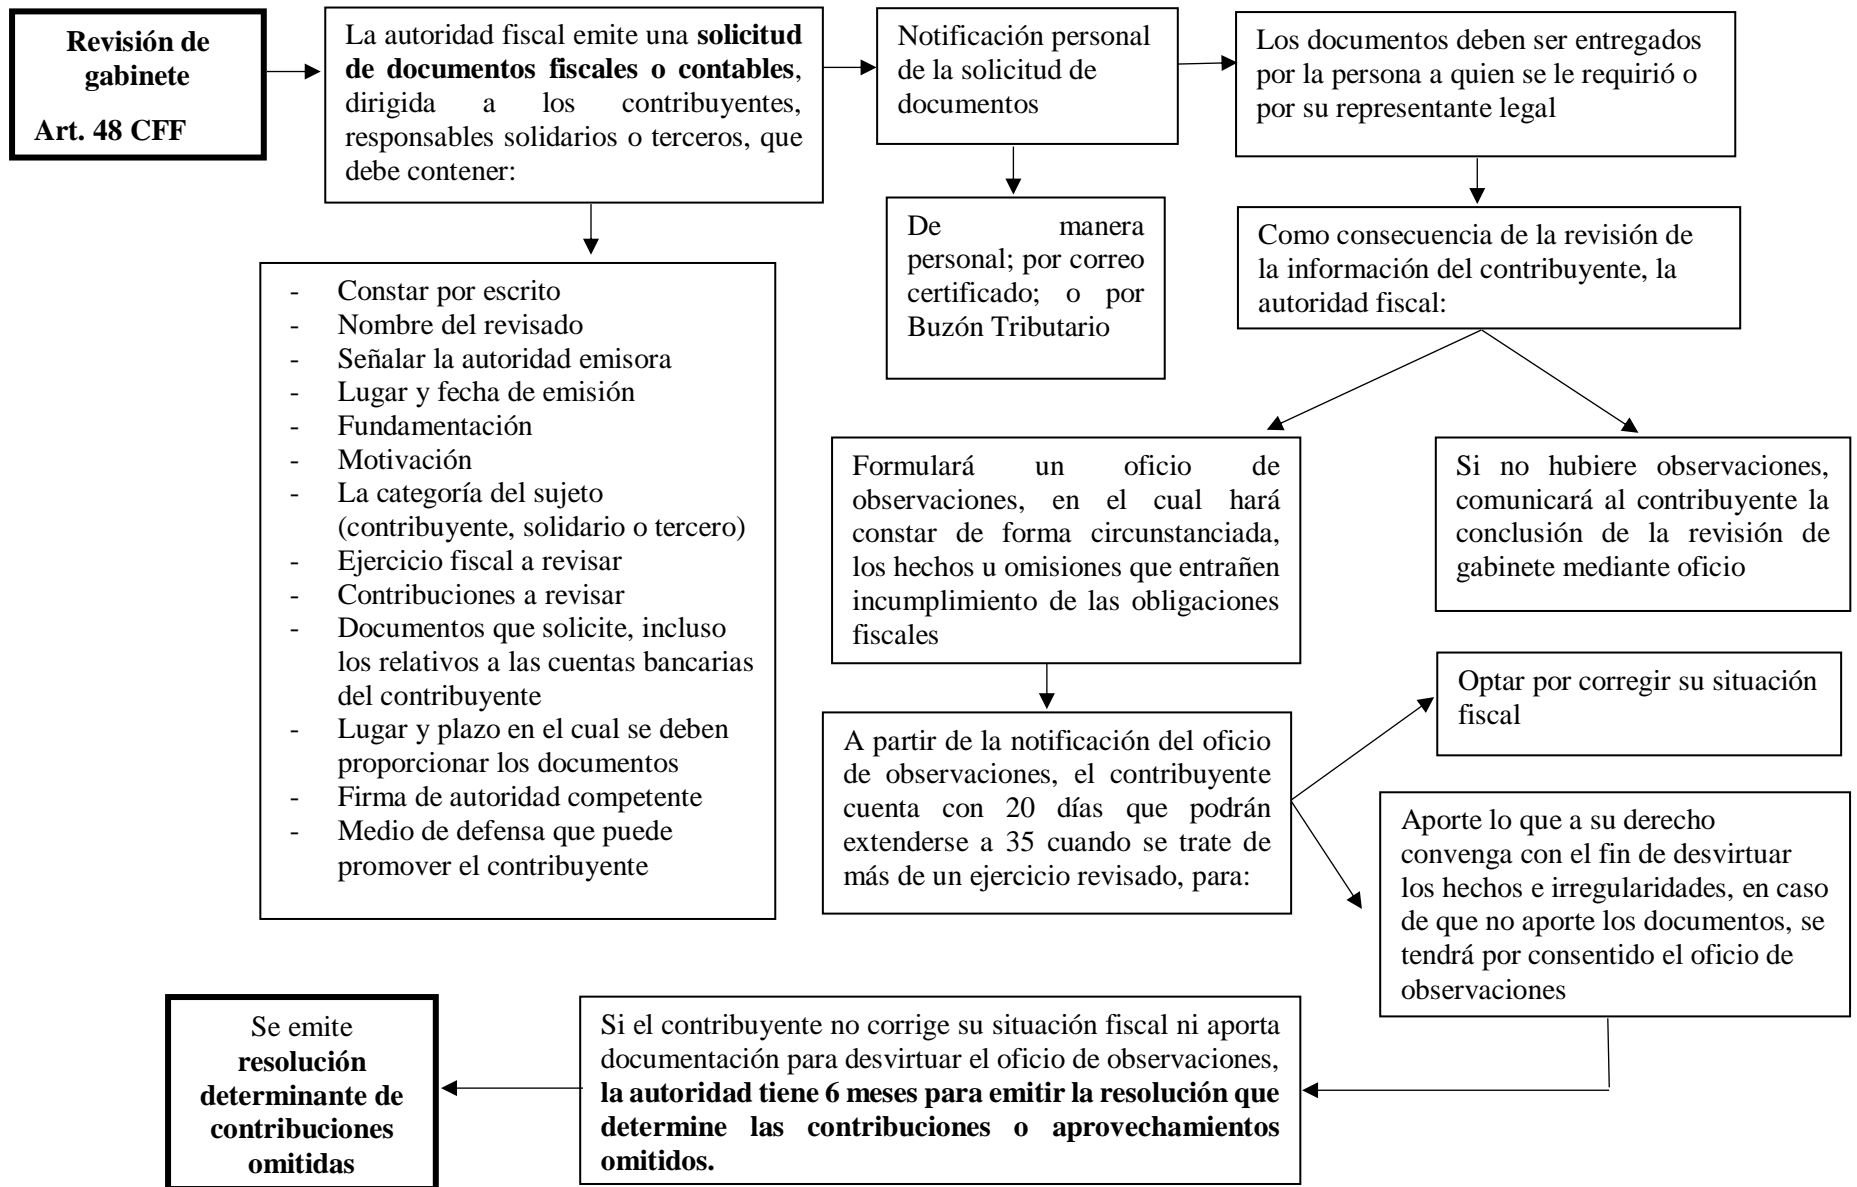 Revisión de
gabinete
Art. 48 CFF
La autoridad fiscal emite una solicitud
de documentos fiscales o contables,
dirigida a los contribuyentes,
responsables solidarios o terceros, que
debe contener:
Notificación personal
de la solicitud de
documentos
Los documentos deben ser entregados
por la persona a quien se le requirió o
por su representante legal
- Constar por escrito
- Nombre del revisado
- Señalar la autoridad emisora
- Lugar y fecha de emisión
- Fundamentación
- Motivación
- La categoría del sujeto
(contribuyente, solidario o tercero)
- Ejercicio fiscal a revisar
- Contribuciones a revisar
- Documentos que solicite, incluso
los relativos a las cuentas bancarias
del contribuyente
- Lugar y plazo en el cual se deben
proporcionar los documentos
- Firma de autoridad competente
- Medio de defensa que puede
promover el contribuyente
De manera
personal; por correo
certificado; o por
Buzón Tributario
Como consecuencia de la revisión de
la información del contribuyente, la
autoridad fiscal:
Formulará un oficio de
observaciones, en el cual hará
constar de forma circunstanciada,
los hechos u omisiones que entrañen
incumplimiento de las obligaciones
fiscales
Si no hubiere observaciones,
comunicará al contribuyente la
conclusión de la revisión de
gabinete mediante oficio
A partir de la notificación del oficio
de observaciones, el contribuyente
cuenta con 20 días que podrán
extenderse a 35 cuando se trate de
más de un ejercicio revisado, para:
Optar por corregir su situación
fiscal
Aporte lo que a su derecho
convenga con el fin de desvirtuar
los hechos e irregularidades, en caso
de que no aporte los documentos, se
tendrá por consentido el oficio de
observaciones
Si el contribuyente no corrige su situación fiscal ni aporta
documentación para desvirtuar el oficio de observaciones,
la autoridad tiene 6 meses para emitir la resolución que
determine las contribuciones o aprovechamientos
omitidos.
Se emite
resolución
determinante de
contribuciones
omitidas